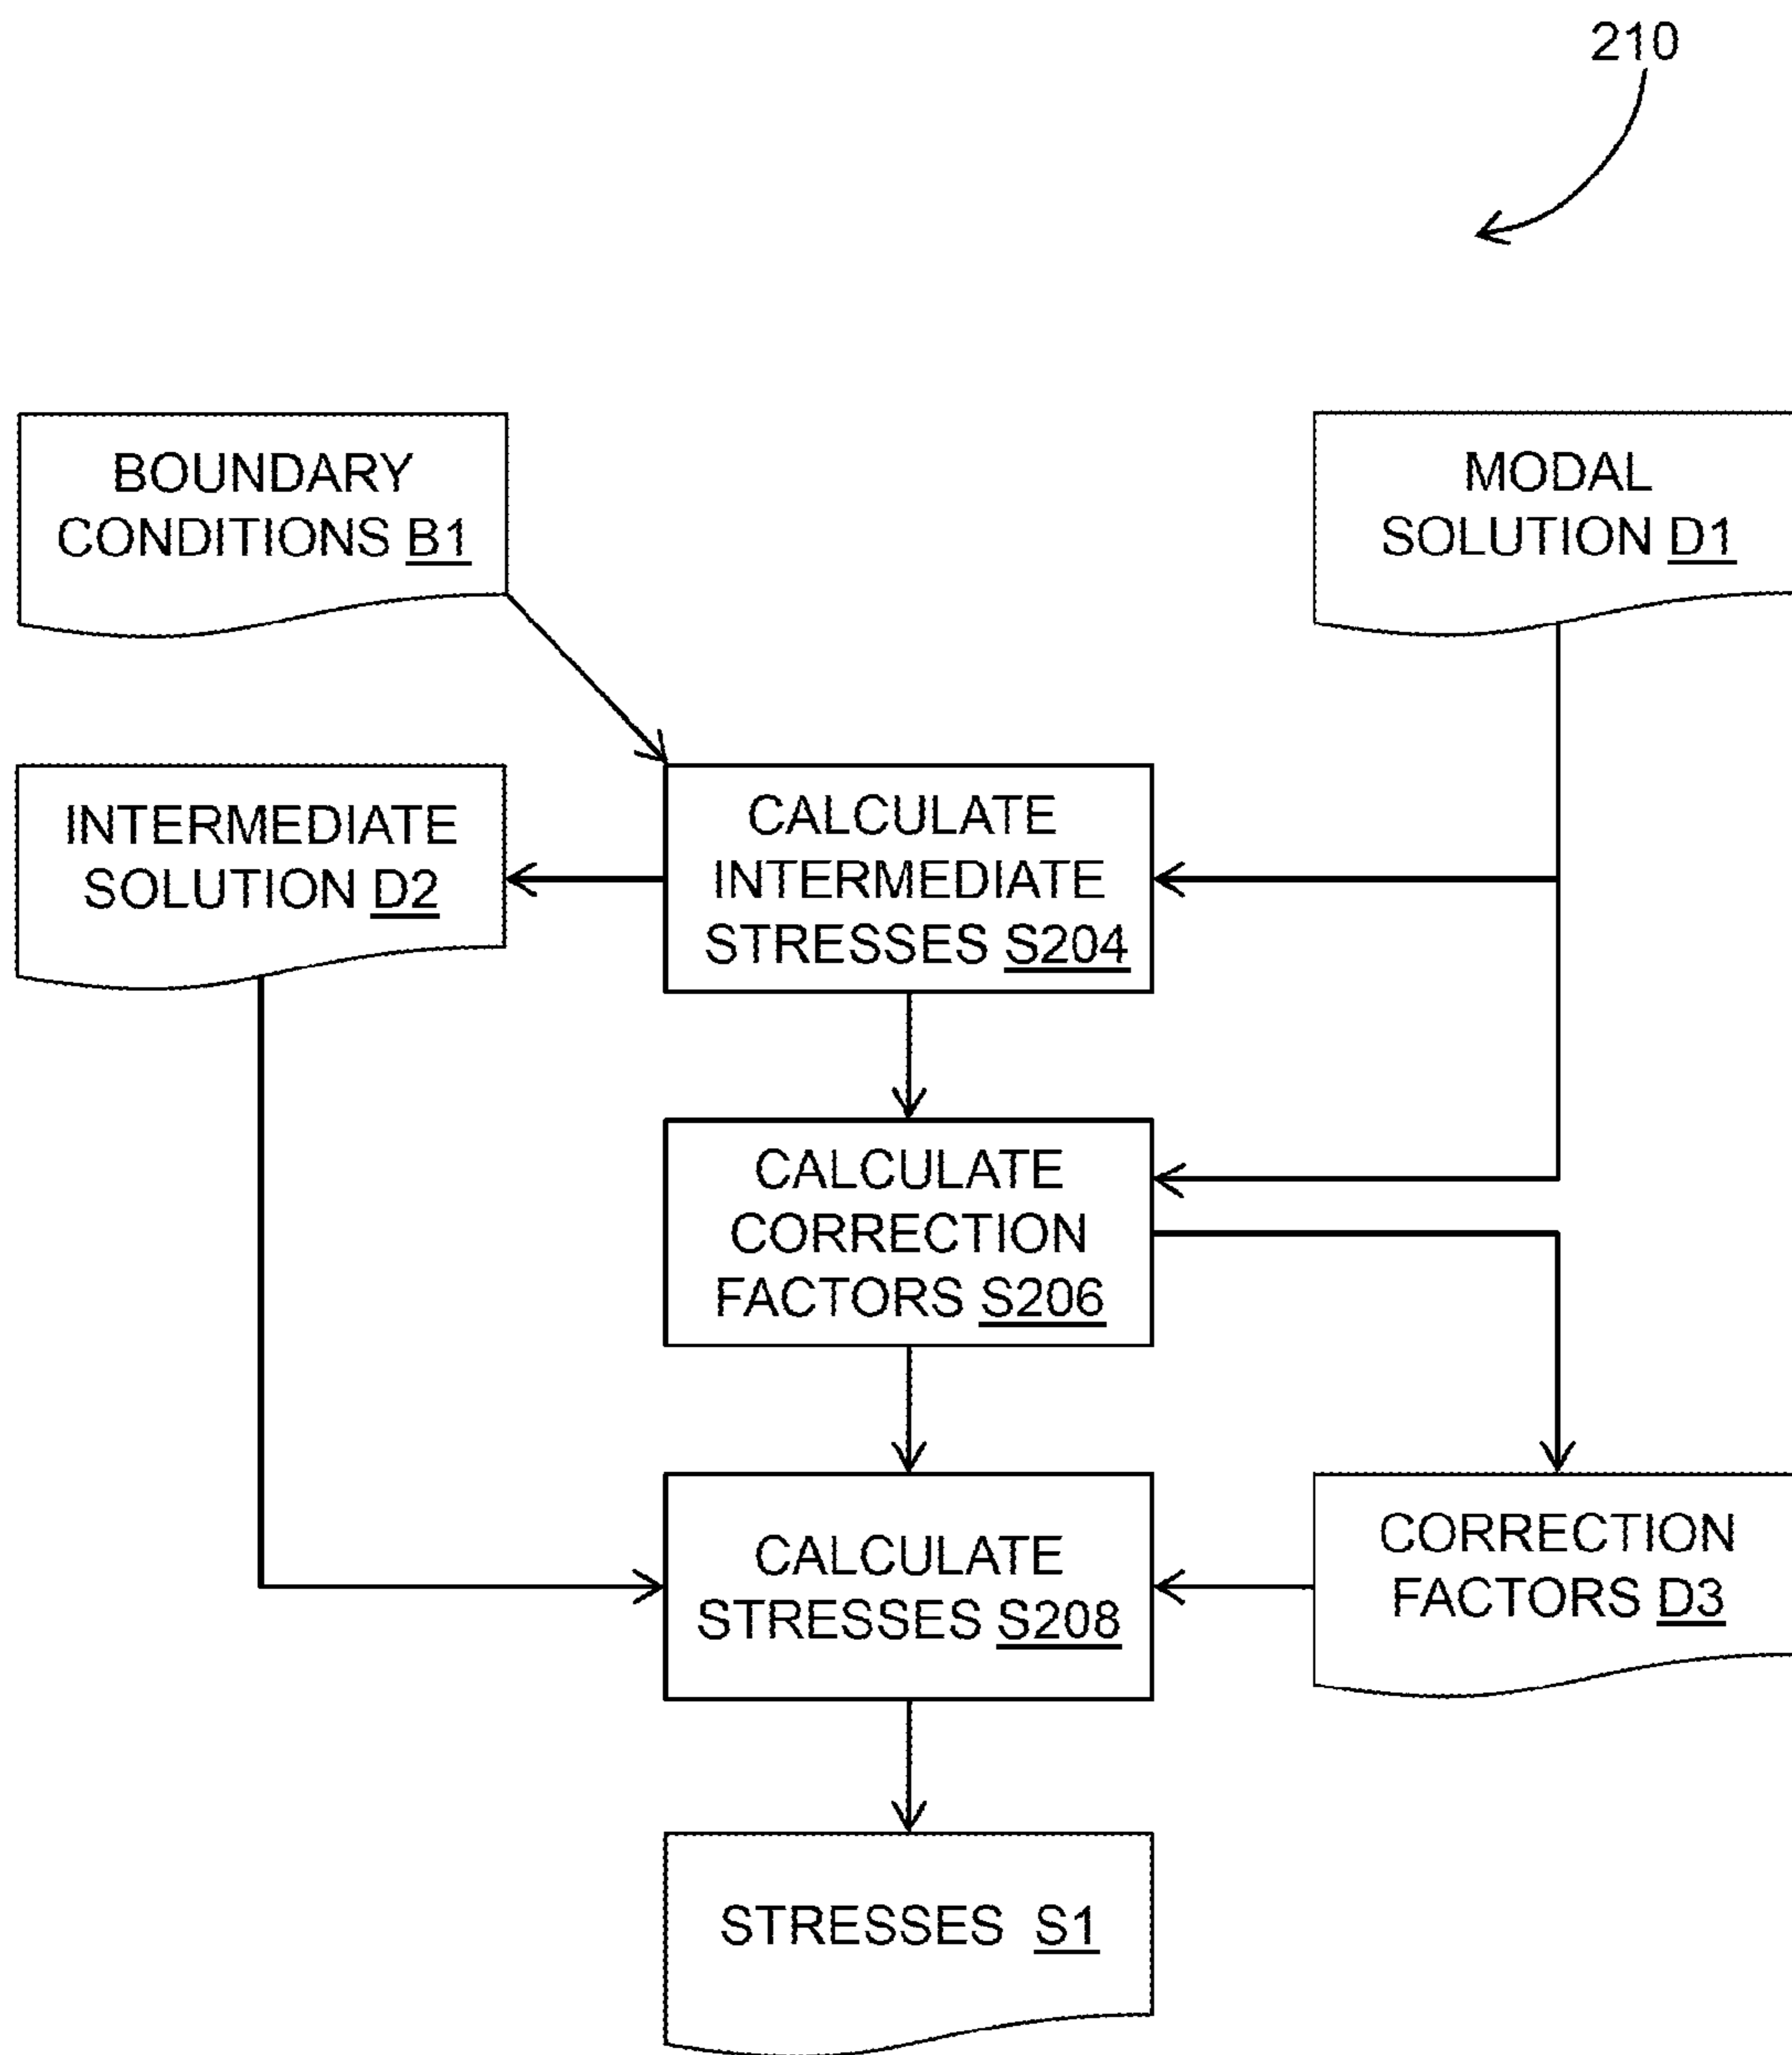 210
BOUNDARY
CONDITIONS B1
MODAL
SOLUTION D1
INTERMEDIATE
SOLUTION D2
CALCULATE
INTERMEDIATE
STRESSES S204
CALCULATE
CORRECTION
FACTORS S206
CALCULATE
STRESSES S208
CORRECTION
FACTORS D3
STRESSES S1